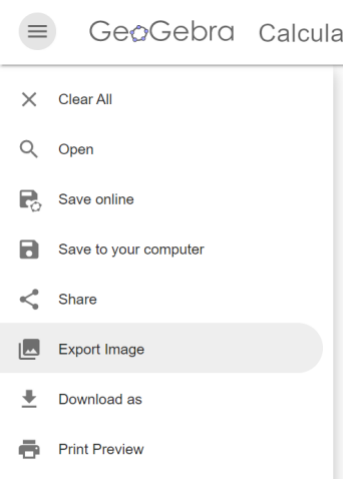 GeoGebra Calcula
Clear All
Open
Save online
Save to your computer
Share
Export Image
Download as
Print Preview